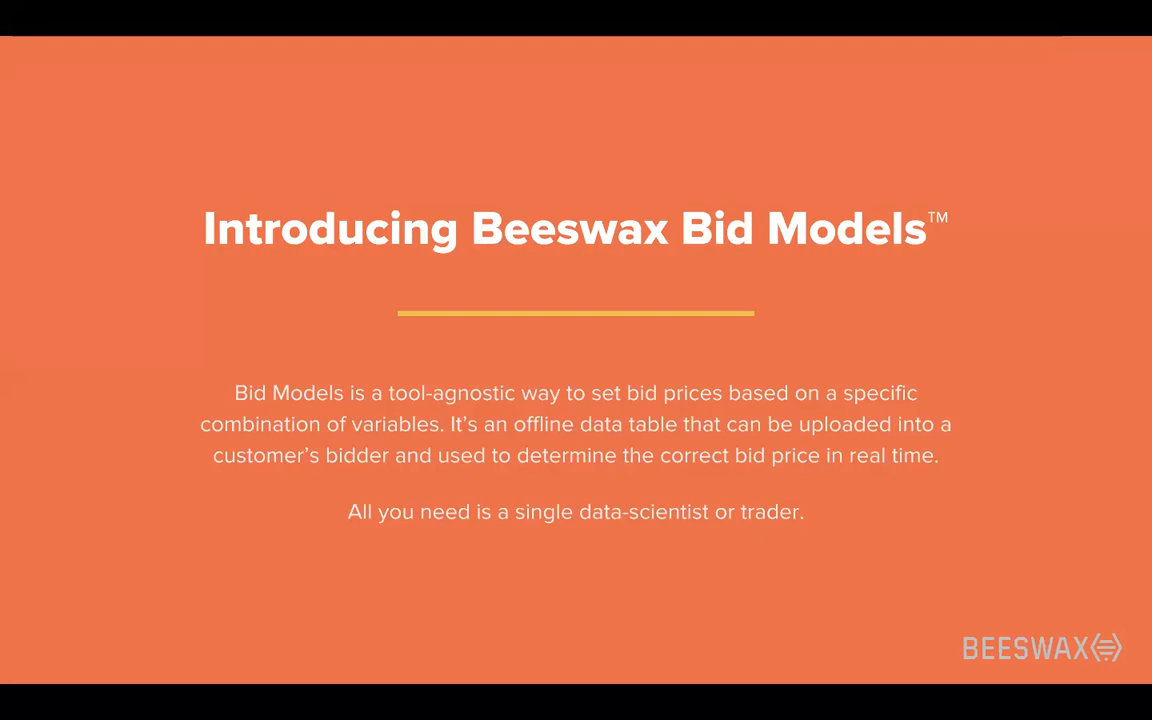 Introducing Beeswax Bid Models™
Bid Models is a tool-agnostic way to set bid prices based on a specific
combination of variables. It’s an offline data table that can be uploaded into a
customer’s bidder and used to determine the correct bid price in real time.
All you need is a single data-scientist or trader.
BEESWAX